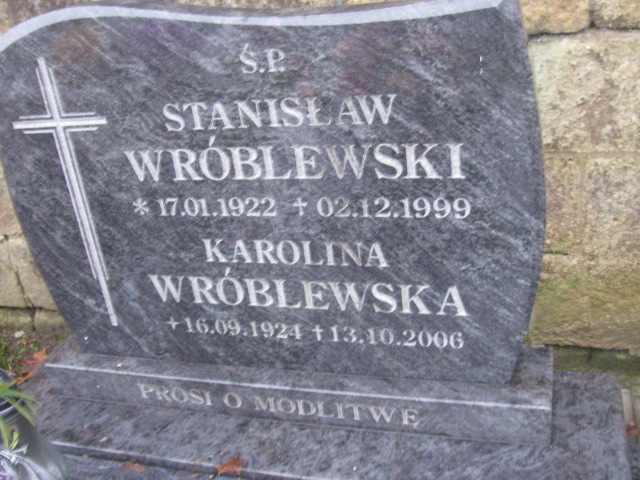 Ś.P.
STANISŁAW
WRÓBLEWSKI
* 17.01.1922 + 02.12.1999
KAROLINA
WRÓBLEWSKA
+ 16.09.1924 + 13.10.2006
PROSI O MODLITWĘ